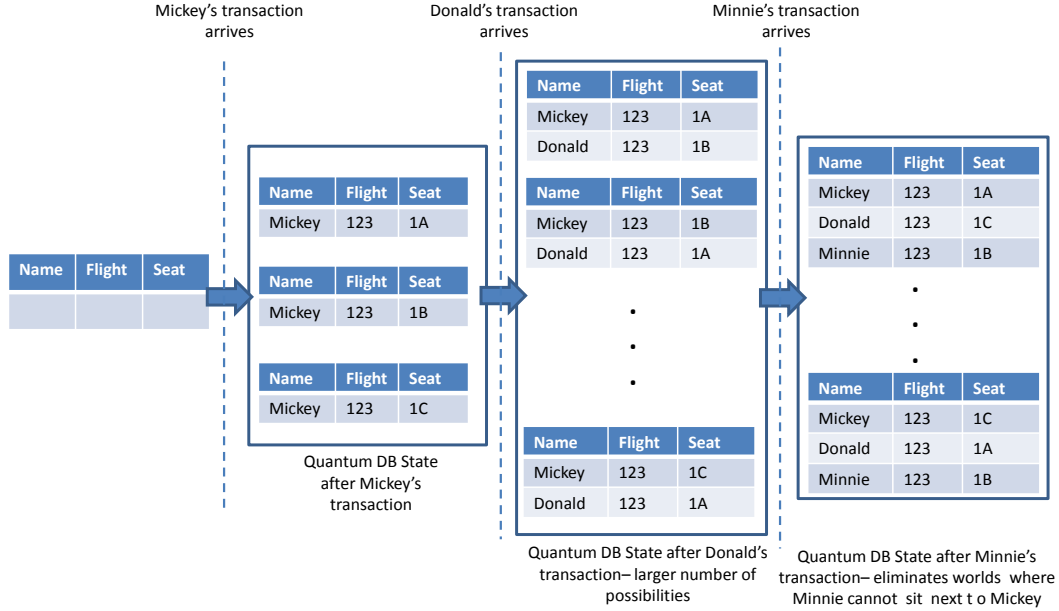 Mickey's transaction
arrives
Donald's transaction
arrives
Minnie's transaction
arrives
Name Flight Seat
Name Flight Seat
Mickey 123 1A
Name Flight Seat
Mickey 123 1B
Name Flight Seat
Mickey 123 1C
Quantum DB State
after Mickey's
transaction
Name Flight Seat
Mickey 123 1A
Donald 123 1B
Name Flight Seat
Mickey 123 1B
Donald 123 1A
.
.
.
Name Flight Seat
Mickey 123 1C
Donald 123 1A
Quantum DB State after Donald's
transaction– larger number of
possibilities
Name Flight Seat
Mickey 123 1A
Donald 123 1C
Minnie 123 1B
.
.
.
Name Flight Seat
Mickey 123 1C
Donald 123 1A
Minnie 123 1B
Quantum DB State after Minnie's
transaction– eliminates worlds where
Minnie cannot sit next t o Mickey